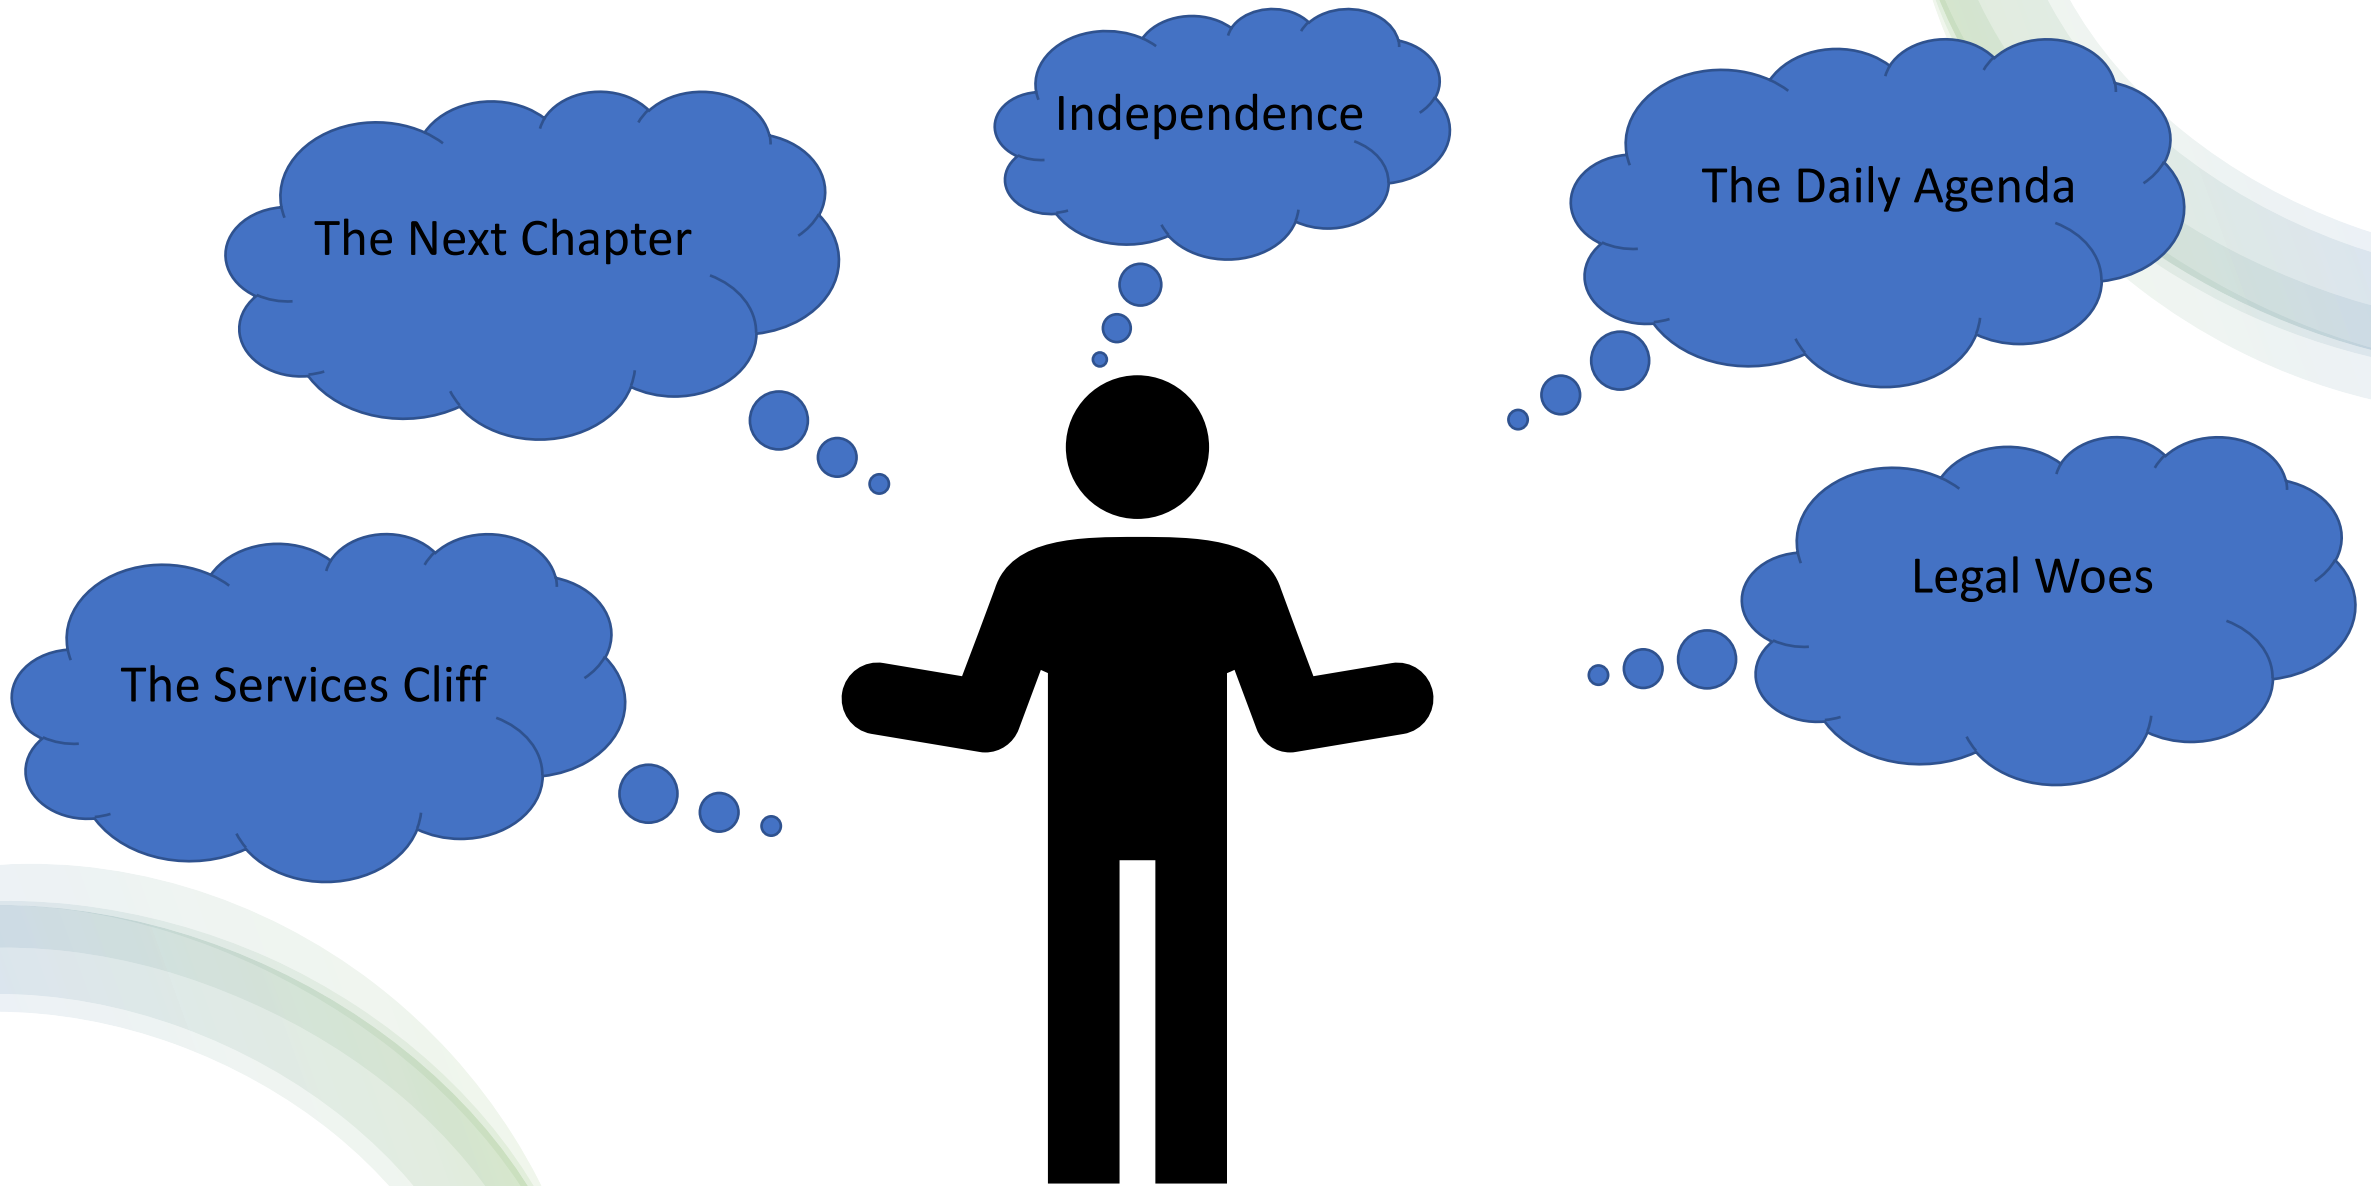 Independence
The Daily Agenda
The Next Chapter
Legal Woes
The Services Cliff